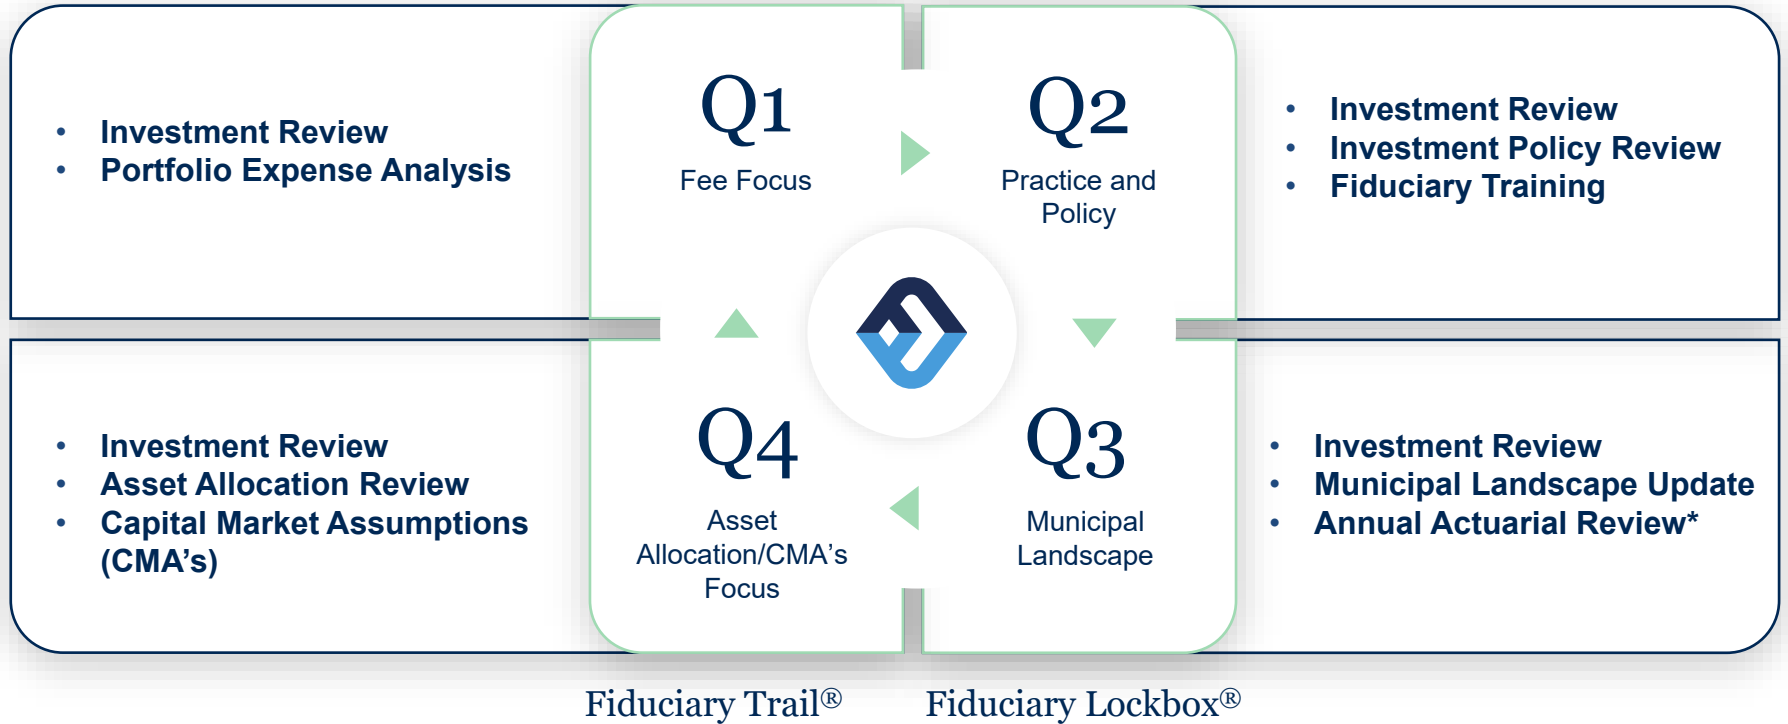 Q1
Fee Focus
• Investment Review
• Portfolio Expense Analysis
Q2
Practice and
Policy
• Investment Review
• Investment Policy Review
• Fiduciary Training
Q3
Municipal
Landscape
• Investment Review
• Municipal Landscape Update
• Annual Actuarial Review*
Q4
Asset
Allocation/CMA’s
Focus
• Investment Review
• Asset Allocation Review
• Capital Market Assumptions
(CMA’s)
Fiduciary Trail®
Fiduciary Lockbox®